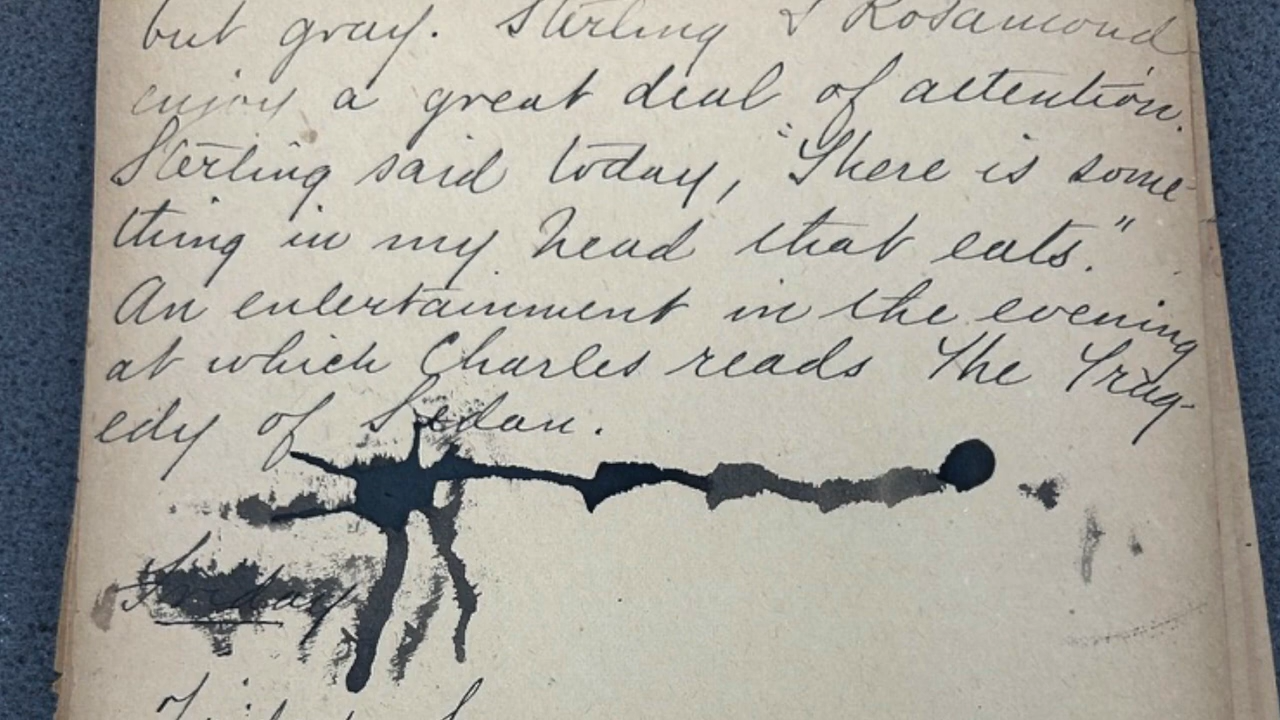 but gray. Sterling & Rosamond
enjoy a great deal of attention.
Sterling said today, "There is some-
thing in my head that eats."
An entertainment in the evening
at which Charles reads The Trag-
edy of Sedan.
Friday